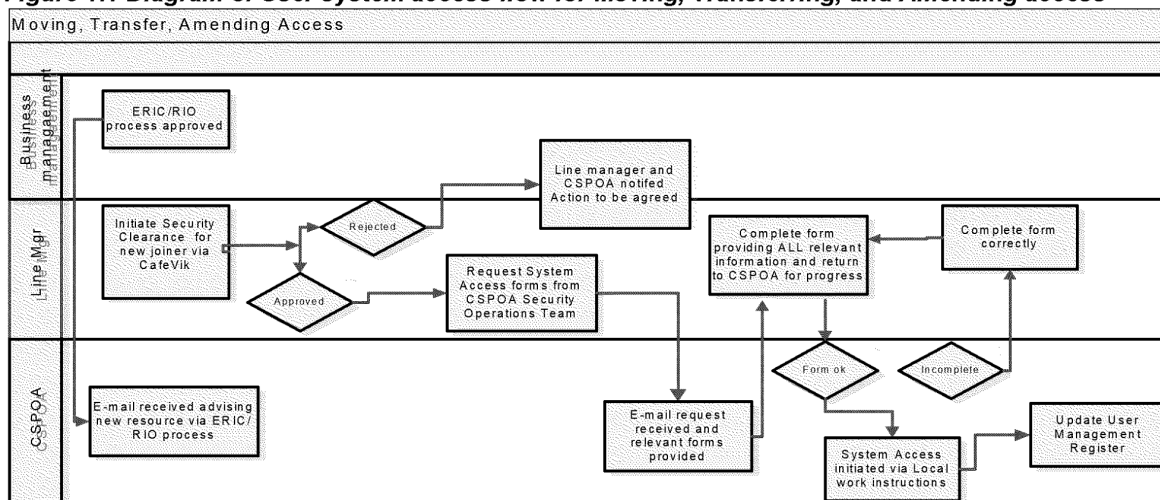 Figure 1.1 Diagram of User system access flow for Moving, Transferring, and Amending access
Moving, Transfer, Amending Access
Business
managaement
ERIC/RIO
process approved
Line manager and
CSPOA notifed
Action to be agreed
Line Mgr
Initiate Security
Clearance for
new joiner via
CafeVik
Rejected
Approved
Request System
Access forms from
CSPOA Security
Operations Team
Complete form
providing ALL relevant
information and return
to CSPOA for progress
Complete form
correctly
CSPOA
E-mail received advising
new resource via ERIC/
RIO process
E-mail request
received and
relevant forms
provided
Form ok
Incomplete
System Access
initiated via Local
work instructions
Update User
Management
Register